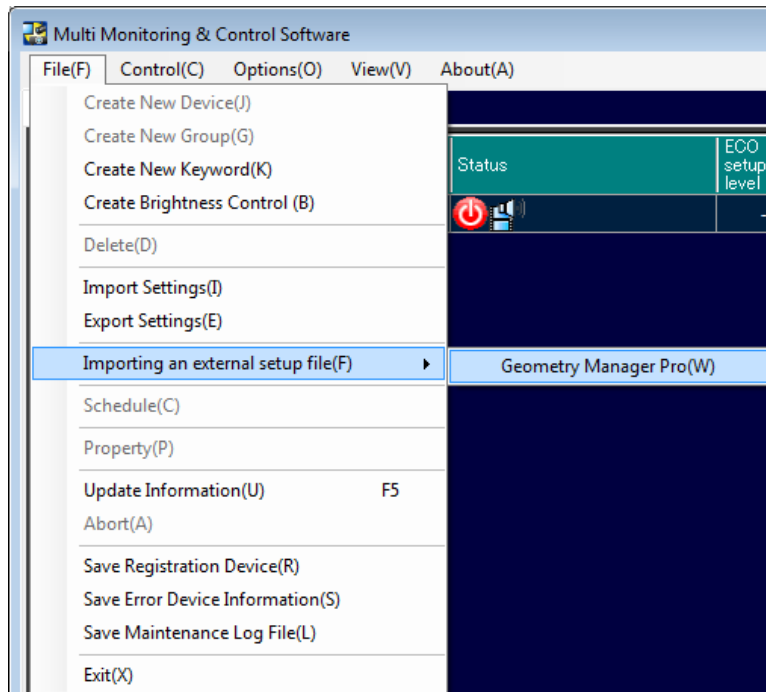 Multi Monitoring & Control Software
File(F) Control(C) Options(O) View(V) About(A)
Create New Device(J)
Create New Group(G)
Create New Keyword(K)
Create Brightness Control (B)
Delete(D)
Import Settings(I)
Export Settings(E)
Importing an external setup file(F)
Geometry Manager Pro(W)
Schedule(C)
Property(P)
Update Information(U) F5
Abort(A)
Save Registration Device(R)
Save Error Device Information(S)
Save Maintenance Log File(L)
Exit(X)
Status
ECO
setup
level
-